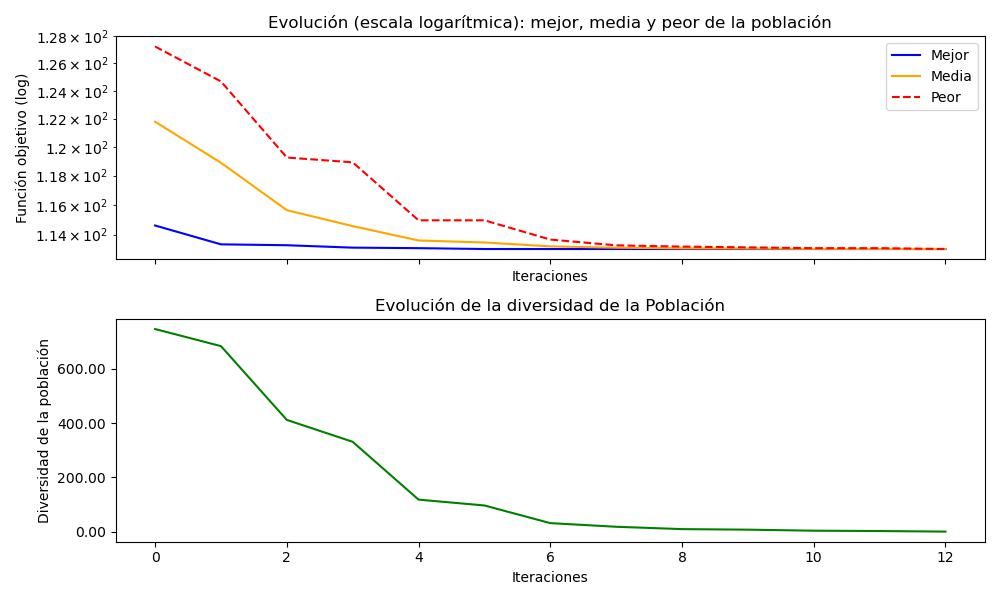 Evolución (escala logarítmica): mejor, media y peor de la población
1.28 × 10²
1.26 × 10²
1.24 × 10²
1.22 × 10²
1.2 × 10²
1.18 × 10²
1.16 × 10²
1.14 × 10²
Función objetivo (log)
Mejor
Media
Peor
Iteraciones
Evolución de la diversidad de la Población
600.00
400.00
200.00
0.00
Diversidad de la población
0 2 4 6 8 10 12
Iteraciones